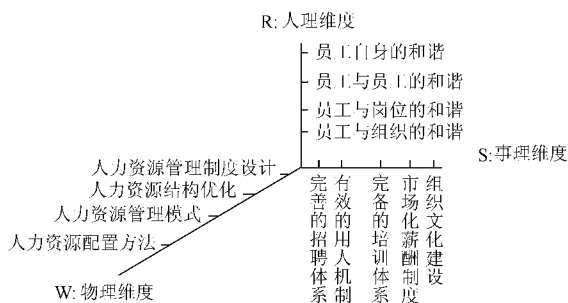 R: 人理维度
员工自身的和谐
员工与员工的和谐
员工与岗位的和谐
员工与组织的和谐
S: 事理维度
人力资源管理制度设计
人力资源结构优化
人力资源管理模式
人力资源配置方法
W: 物理维度
完善的招聘体系
有效的用人机制
完备的培训体系
市场化薪酬制度
组织文化建设